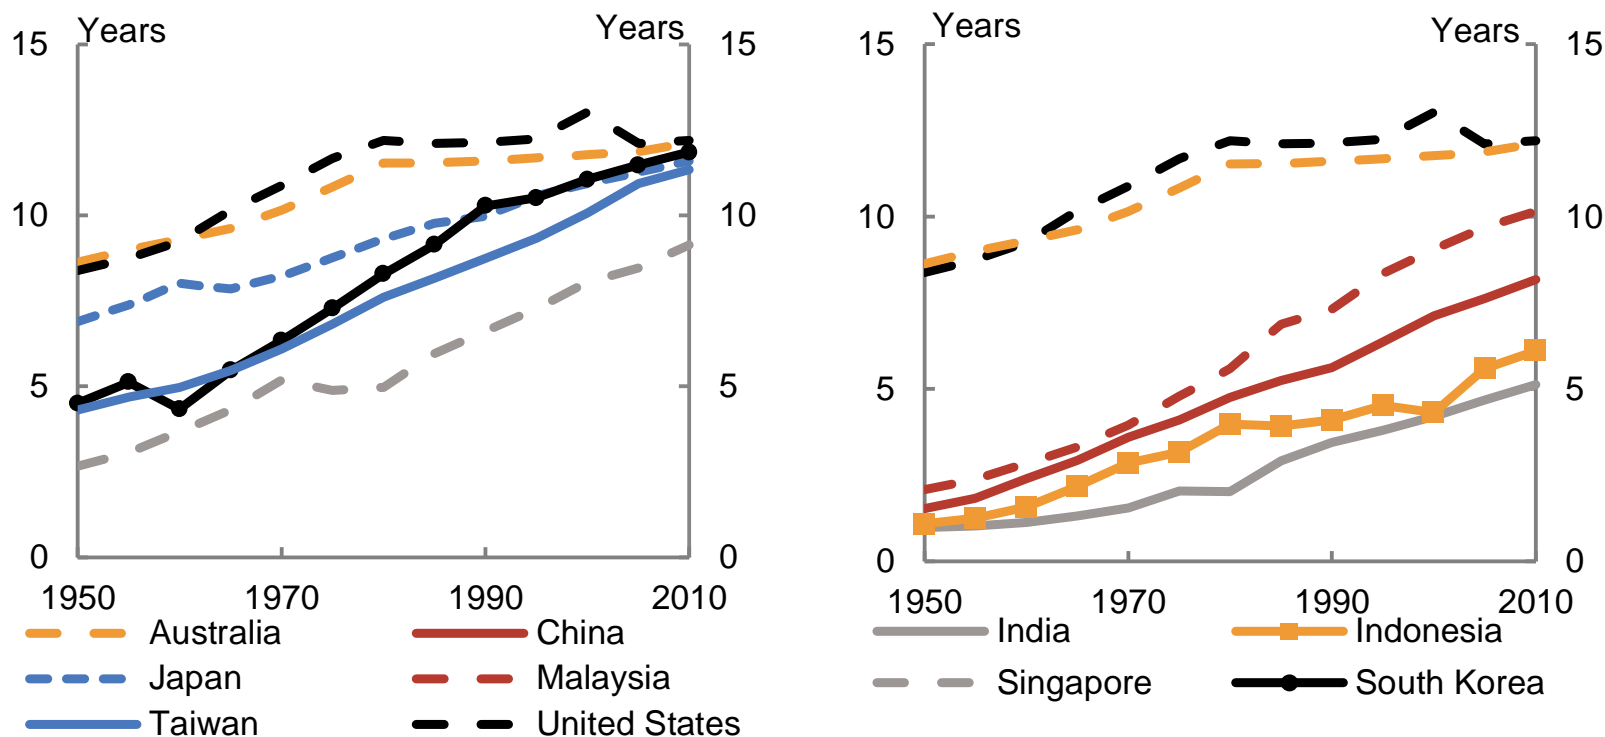 Years Years
15 15
10 10
5 5
0 0
1950 1970 1990 2010
Australia China
Japan Malaysia
Taiwan United States
Years Years
15 15
10 10
5 5
0 0
1950 1970 1990 2010
India Indonesia
Singapore South Korea